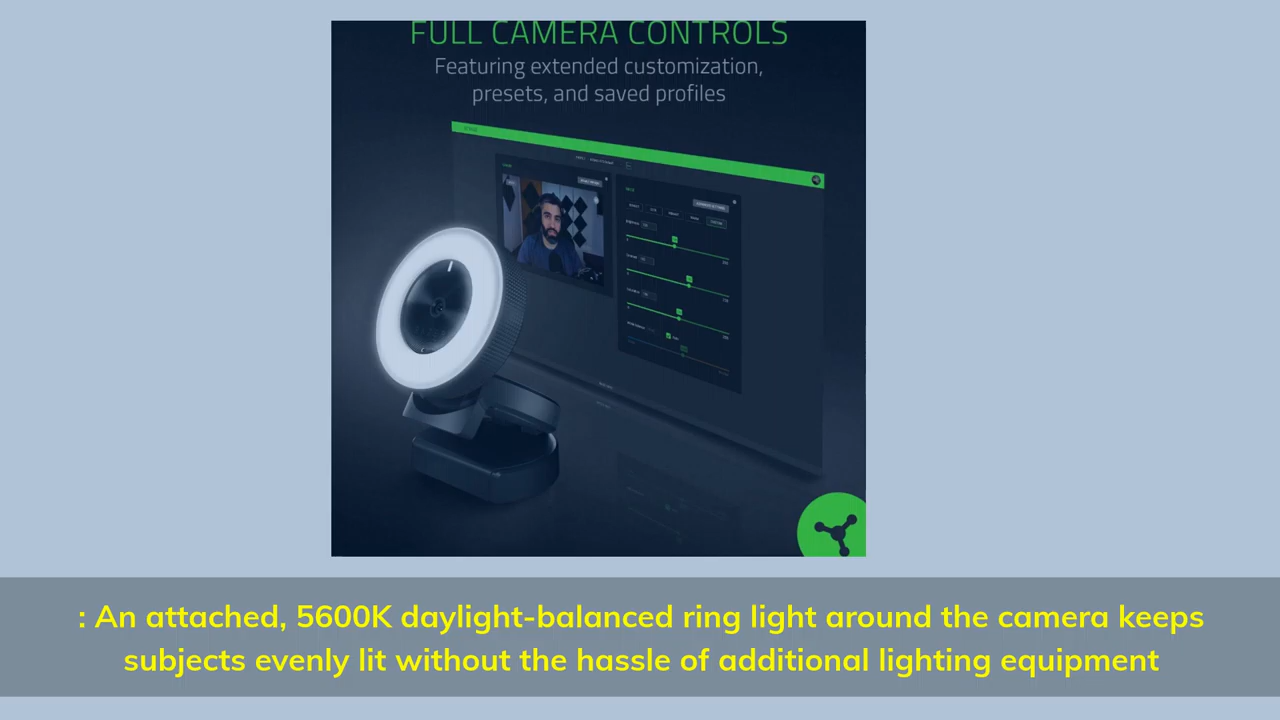 FULL CAMERA CONTROLS
Featuring extended customization,
presets, and saved profiles
: An attached, 5600K daylight-balanced ring light around the camera keeps
subjects evenly lit without the hassle of additional lighting equipment